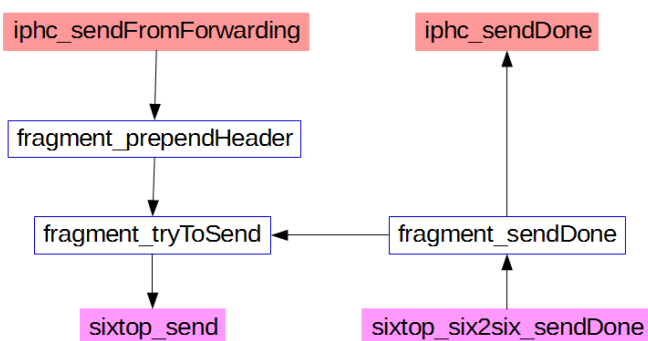 iphc_sendFromForwarding
iphc_sendDone
fragment_prependHeader
fragment_tryToSend
fragment_sendDone
sixtop_send
sixtop_six2six_sendDone